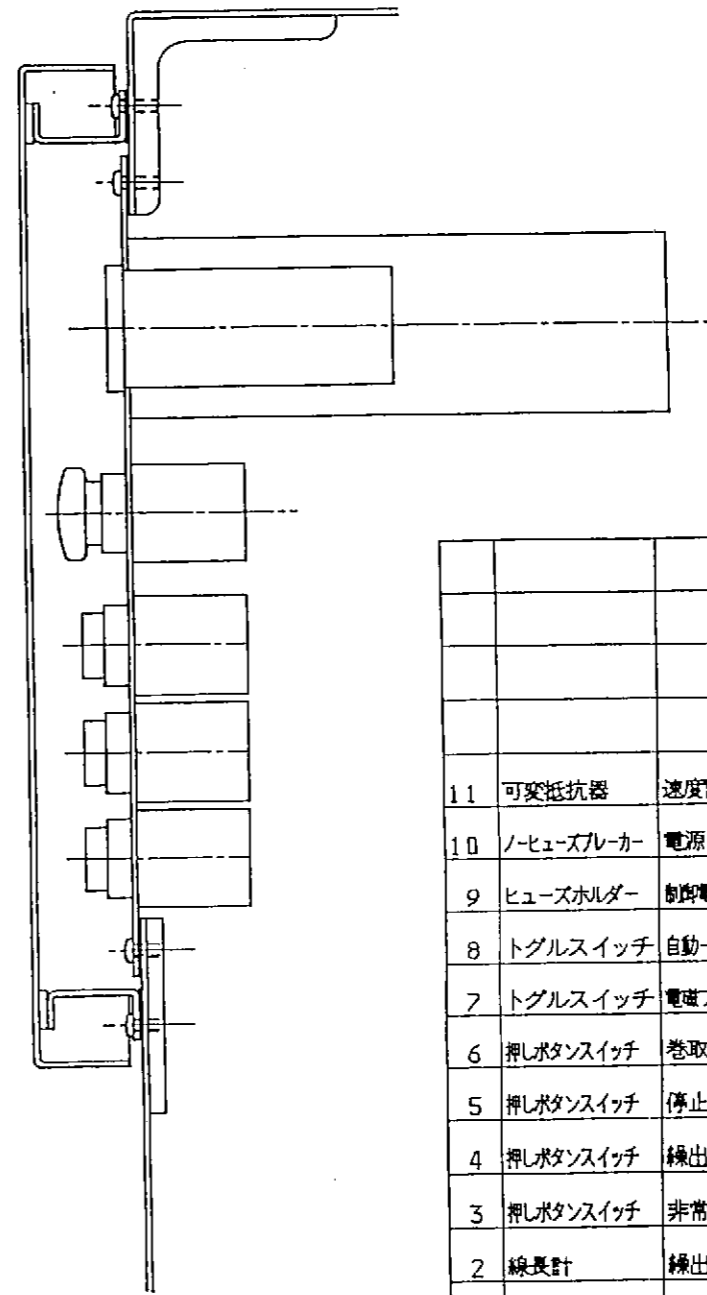 11 可変抵抗器 速度
10 ノーヒューズブレーカー 電源
9 ヒューズホルダー 制御
8 トグルスイッチ 自動
7 トグルスイッチ 電磁
6 押しボタンスイッチ 巻取
5 押しボタンスイッチ 停止
4 押しボタンスイッチ 繰出
3 押しボタンスイッチ 非常
2 線長計 繰出